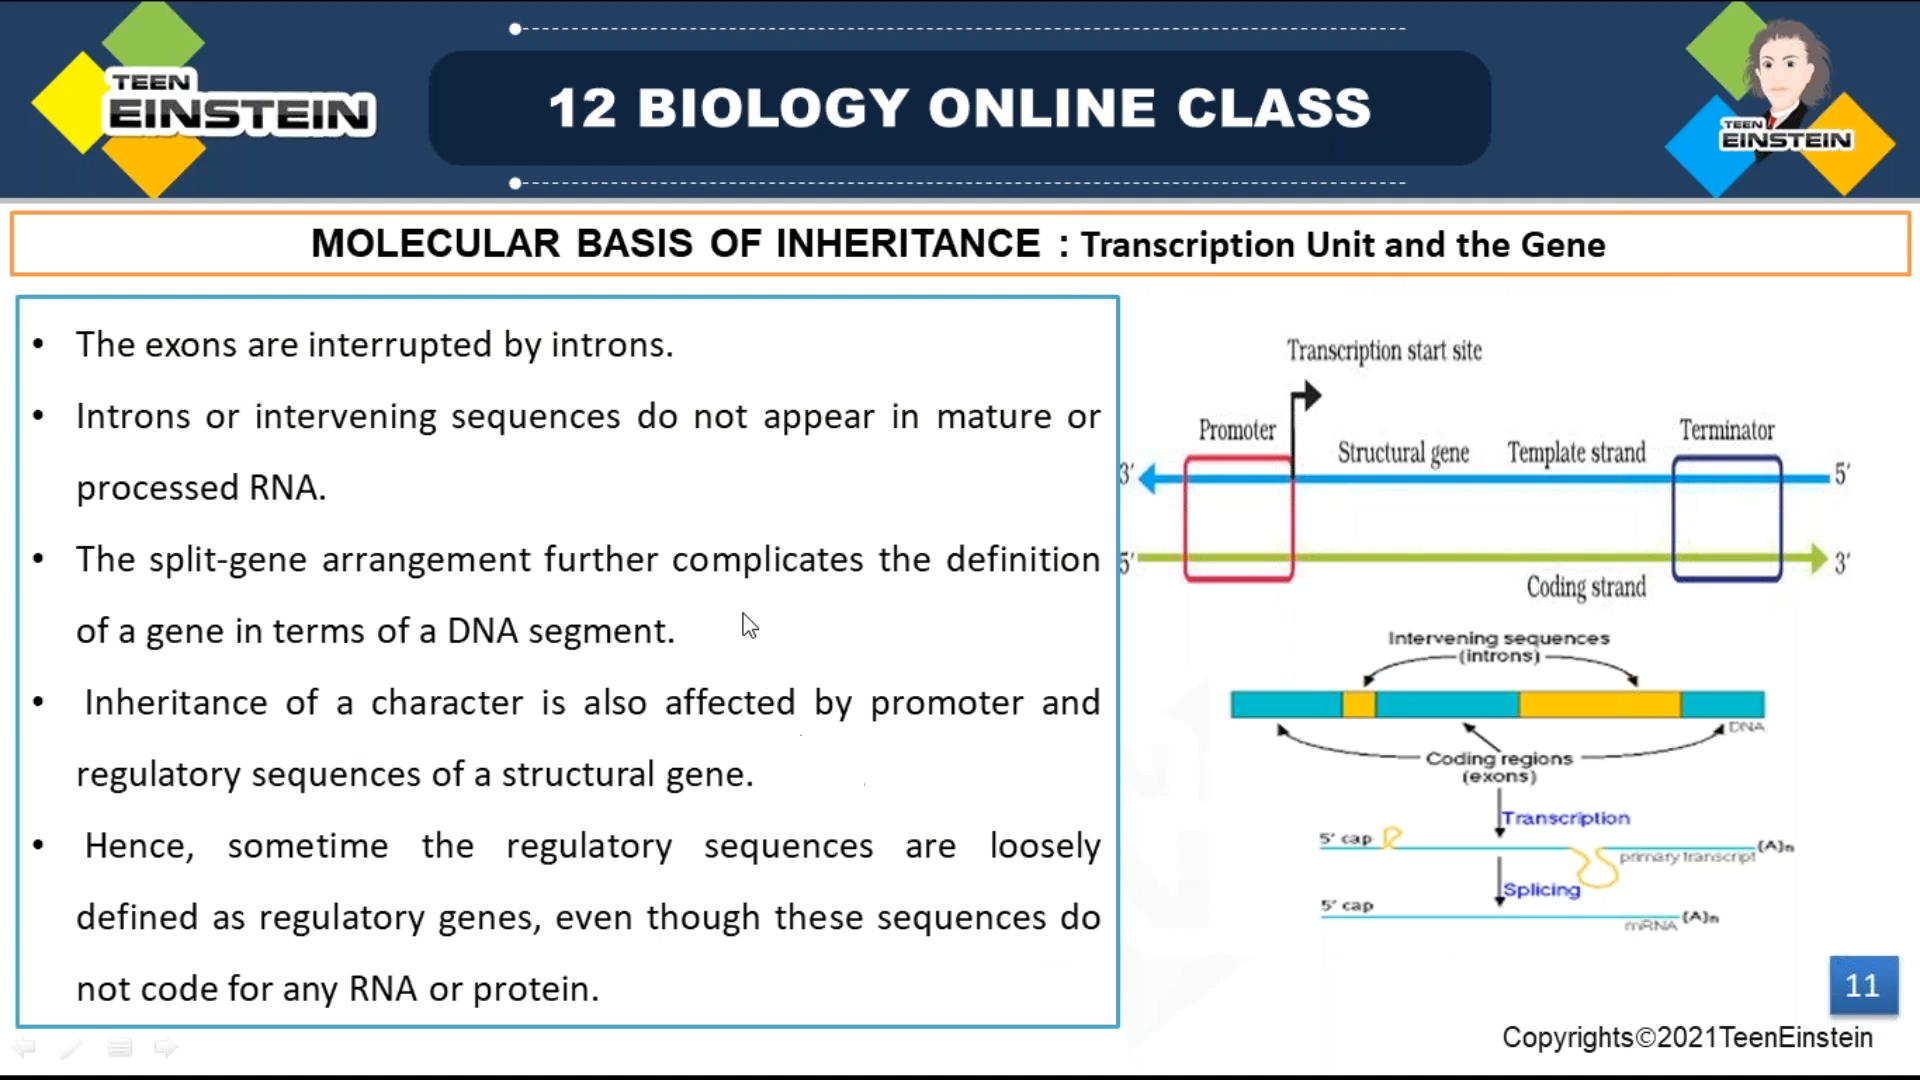 TEEN
EINSTEIN
12 BIOLOGY ONLINE CLASS
TEEN
EINSTEIN
MOLECULAR BASIS OF INHERITANCE : Transcription Unit and the Gene
• The exons are interrupted by introns.
• Introns or intervening sequences do not appear in mature or
processed RNA.
• The split-gene arrangement further complicates the definition
of a gene in terms of a DNA segment.
• Inheritance of a character is also affected by promoter and
regulatory sequences of a structural gene.
• Hence, sometime the regulatory sequences are loosely
defined as regulatory genes, even though these sequences do
not code for any RNA or protein.
Transcription start site
Promoter
Structural gene Template strand
Terminator
3′ 5′
5′ 3′
Coding strand
Intervening sequences
(introns)
DNA
Coding regions
(exons)
Transcription
5' cap
primary transcript (A)n
Splicing
5' cap
mRNA (A)n
11
Copyrights©2021TeenEinstein